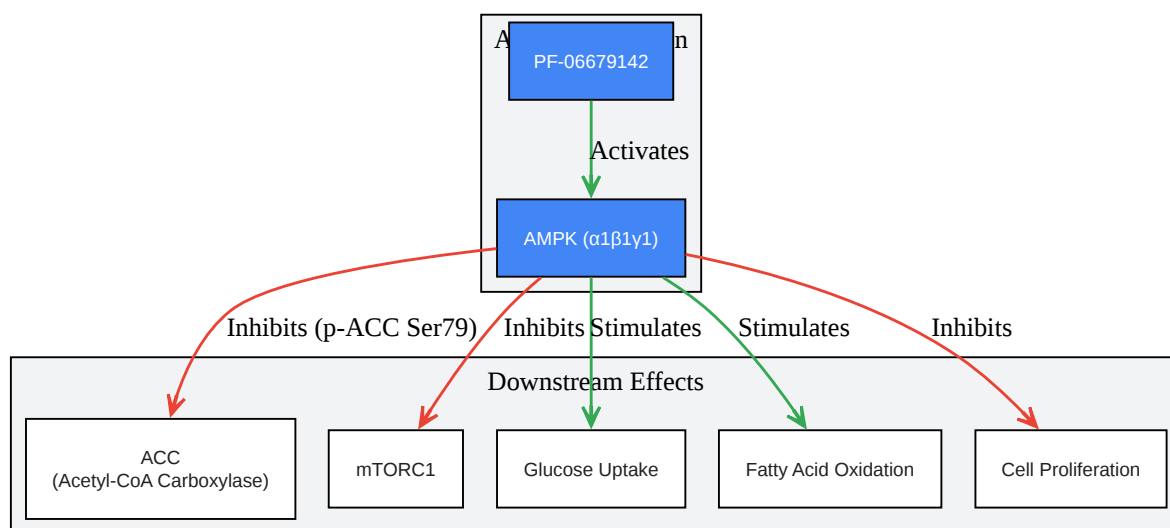 PF-06679142
Activates
AMPK (α1β1γ1)
Inhibits (p-ACC Ser79)
Inhibits
Stimulates
Stimulates
Inhibits
Downstream Effects
ACC
(Acetyl-CoA Carboxylase)
mTORC1
Glucose Uptake
Fatty Acid Oxidation
Cell Proliferation